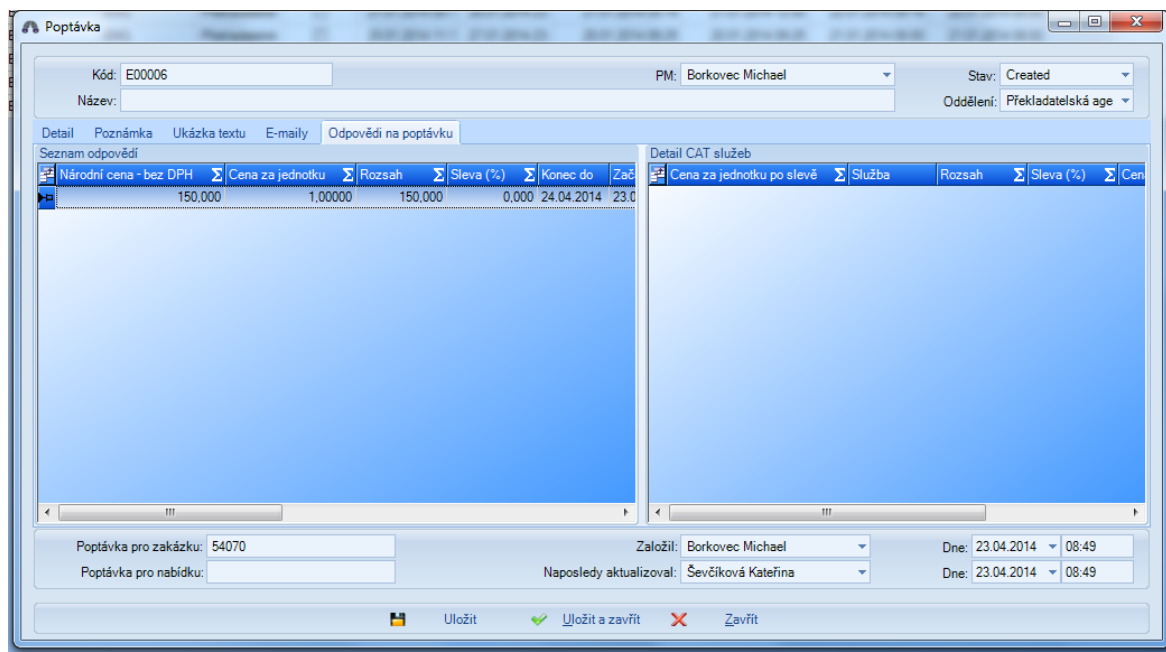 Poptávka
Kód: E00006 PM: Borkovec Michael Stav: Created
Název: Oddělení: Překladatelská age
Detail Poznámka Ukázka textu E-maily Odpovědi na poptávku
Seznam odpovědí Detail CAT služeb
Národní cena - bez DPH Σ Cena za jednotku Σ Rozsah Σ Sleva (%) Σ Konec do Zač Cena za jednotku po slevě Σ Služba Rozsah Σ Sleva (%) Σ Cen
150,000 1,00000 150,000 0,000 24.04.2014 23.0
Poptávka pro zakázku: 54070 Založil: Borkovec Michael Dne: 23.04.2014 08:49
Poptávka pro nabídku: Naposledy aktualizoval: Ševčíková Kateřina Dne: 23.04.2014 08:49
Uložit Uložit a zavřít Zavřít